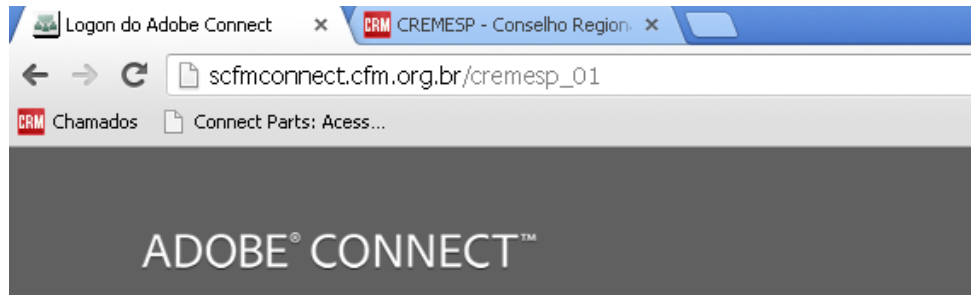 Logon do Adobe Connect × CRM CREMESP - Conselho Region ×
scfmconnect.cfm.org.br/cremesp_01
CRM Chamados Connect Parts: Acess...
ADOBE® CONNECT™